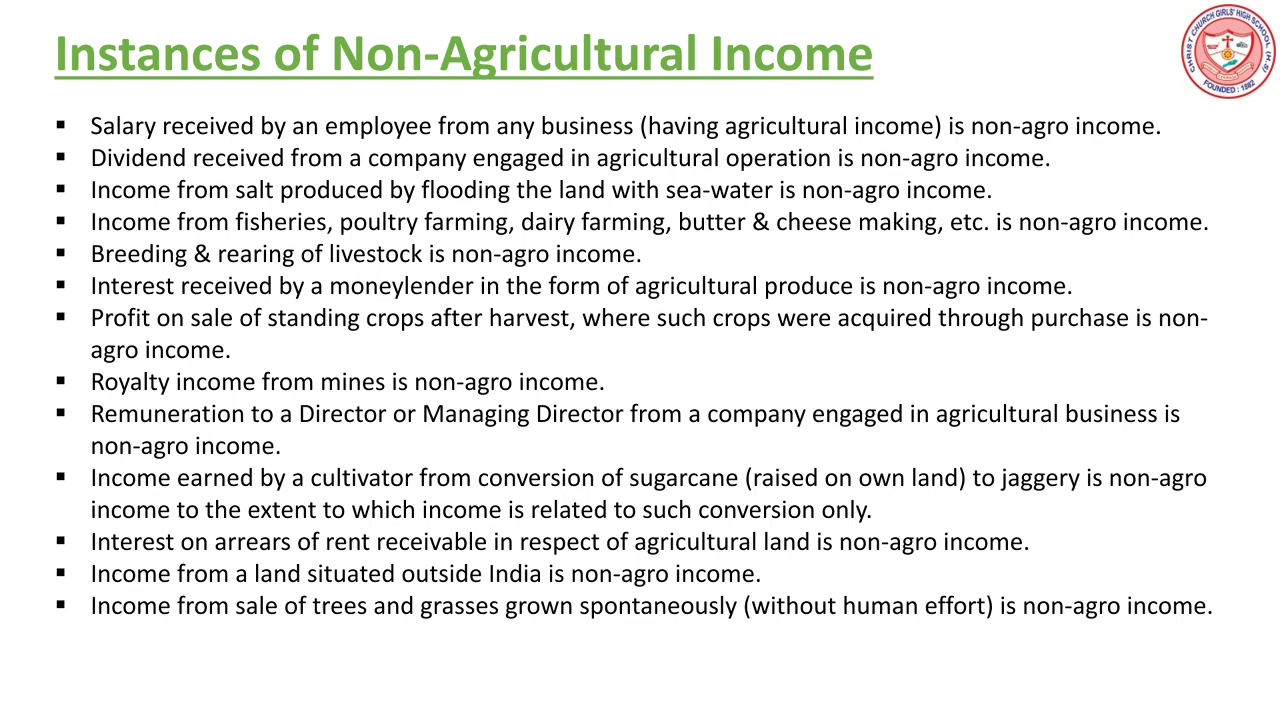 Instances of Non-Agricultural Income
CHRIST CHURCH GIRLS' HIGH SCHOOL (H.S)
FOUNDED : 1882
▪ Salary received by an employee from any business (having agricultural income) is non-agro income.
▪ Dividend received from a company engaged in agricultural operation is non-agro income.
▪ Income from salt produced by flooding the land with sea-water is non-agro income.
▪ Income from fisheries, poultry farming, dairy farming, butter & cheese making, etc. is non-agro income.
▪ Breeding & rearing of livestock is non-agro income.
▪ Interest received by a moneylender in the form of agricultural produce is non-agro income.
▪ Profit on sale of standing crops after harvest, where such crops were acquired through purchase is non-
agro income.
▪ Royalty income from mines is non-agro income.
▪ Remuneration to a Director or Managing Director from a company engaged in agricultural business is
non-agro income.
▪ Income earned by a cultivator from conversion of sugarcane (raised on own land) to jaggery is non-agro
income to the extent to which income is related to such conversion only.
▪ Interest on arrears of rent receivable in respect of agricultural land is non-agro income.
▪ Income from a land situated outside India is non-agro income.
▪ Income from sale of trees and grasses grown spontaneously (without human effort) is non-agro income.